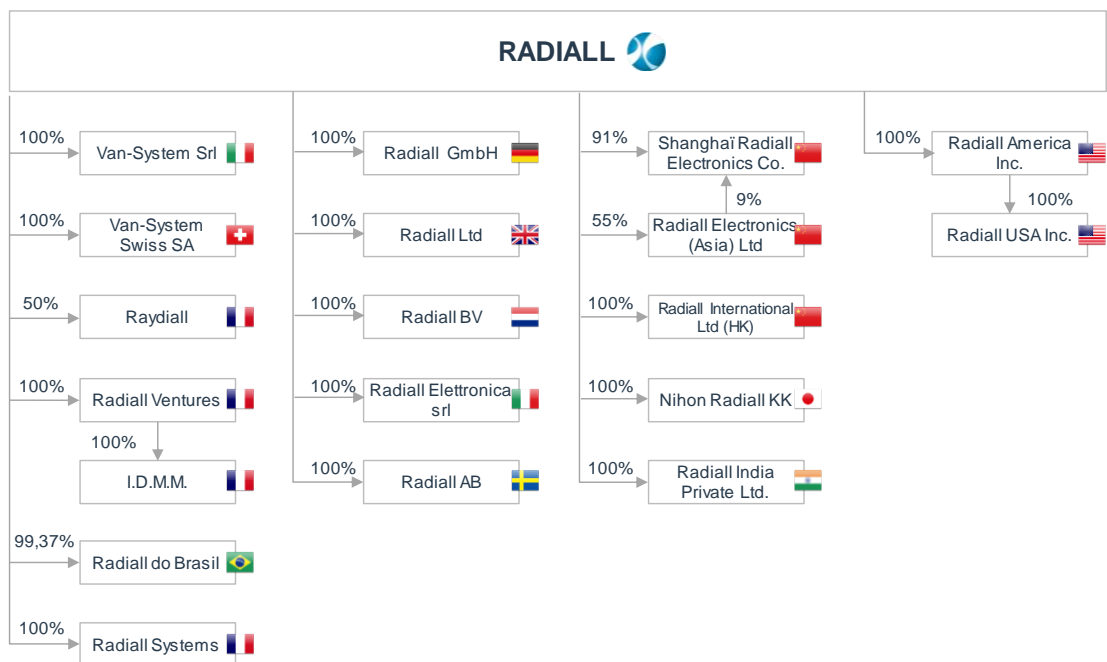 RADIALL
100%
Van-System Srl
100%
Van-System
Swiss SA
50%
Raydiall
100%
Radiall Ventures
100%
I.D.M.M.
99,37%
Radiall do Brasil
100%
Radiall Systems
100%
Radiall GmbH
100%
Radiall Ltd
100%
Radiall BV
100%
Radiall Elettronica
srl
100%
Radiall AB
91%
Shanghaï Radiall
Electronics Co.
9%
55%
Radiall Electronics
(Asia) Ltd
100%
Radiall International
Ltd (HK)
100%
Nihon Radiall KK
100%
Radiall India
Private Ltd.
100%
Radiall America
Inc.
100%
Radiall USA Inc.